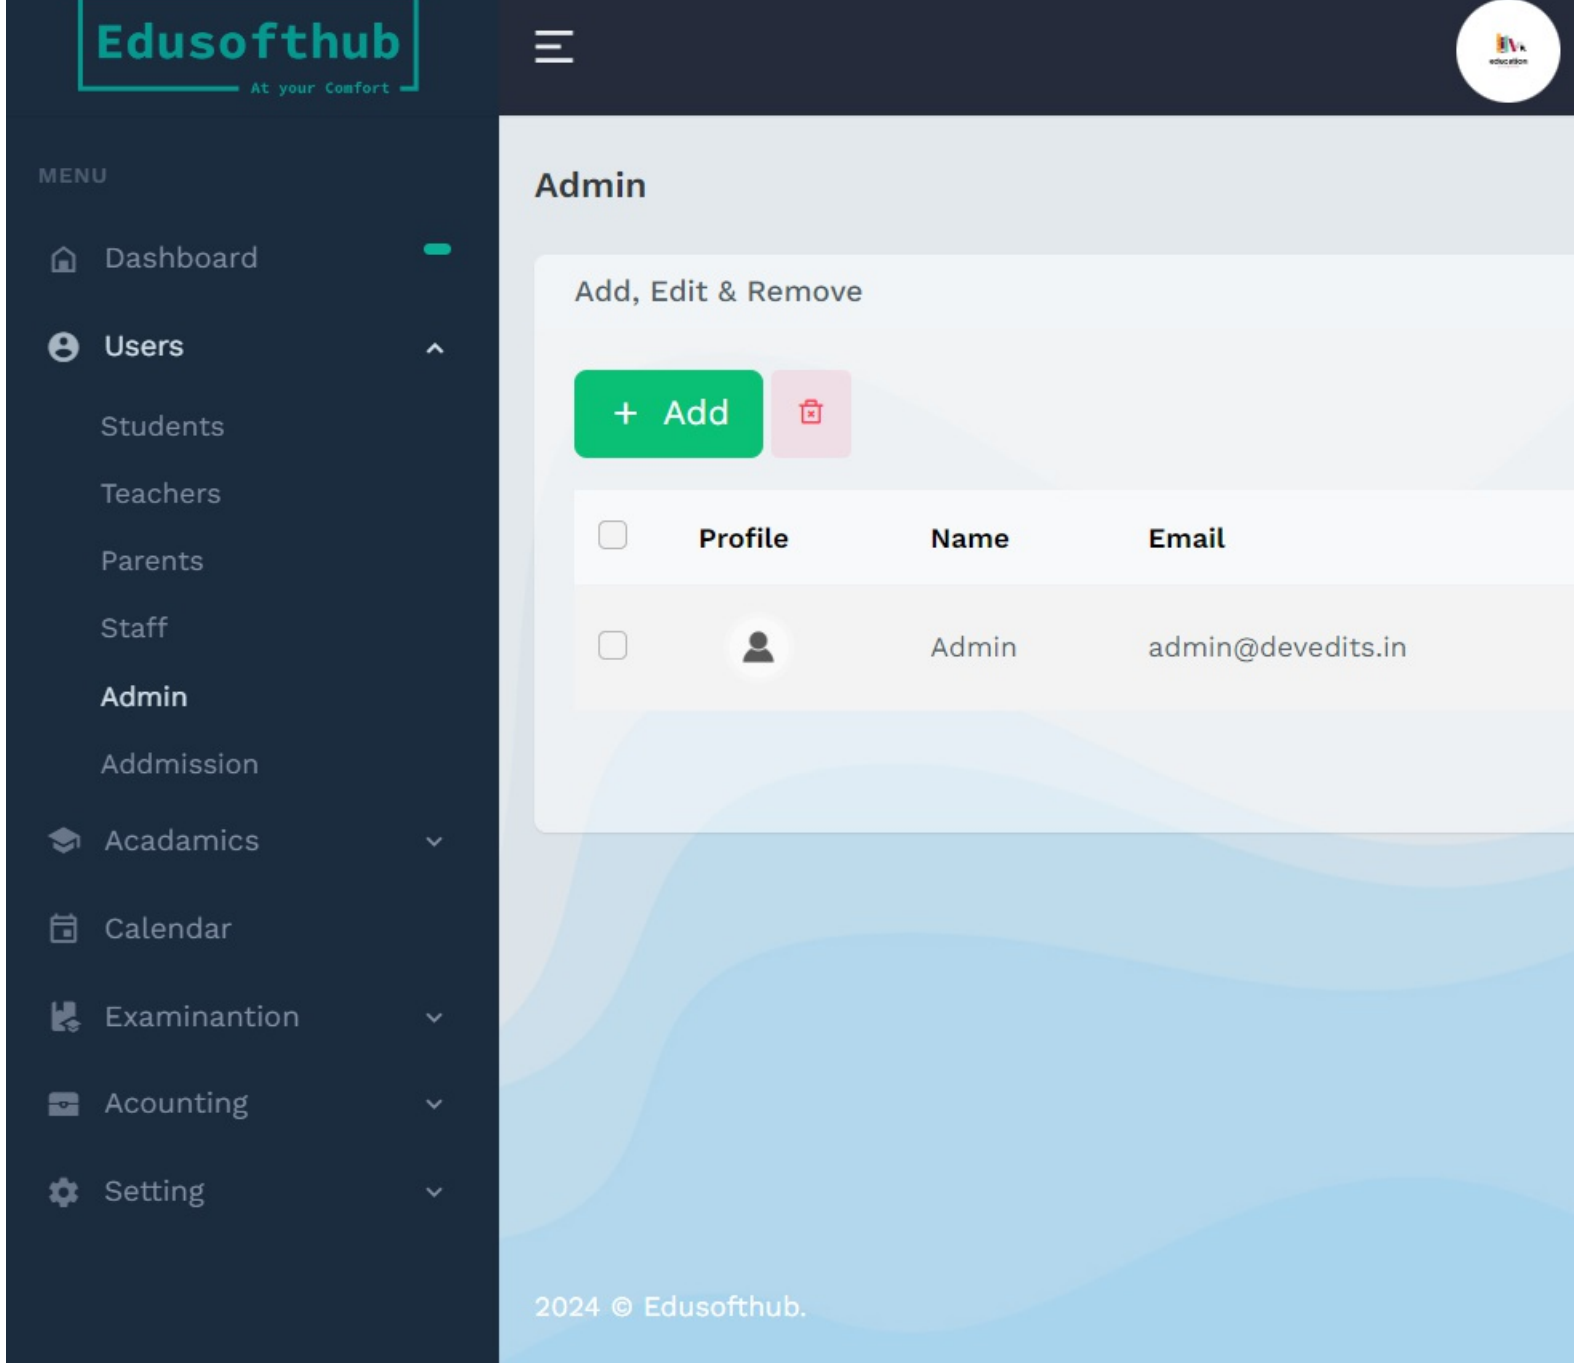 Edusofthub
At your Comfort
education
MENU
Dashboard
Users
Students
Teachers
Parents
Staff
Admin
Addmission
Acadamics
Calendar
Examinantion
Acounting
Setting
Admin
Add, Edit & Remove
+ Add
Profile Name Email
Admin admin@devedits.in
2024 © Edusofthub.